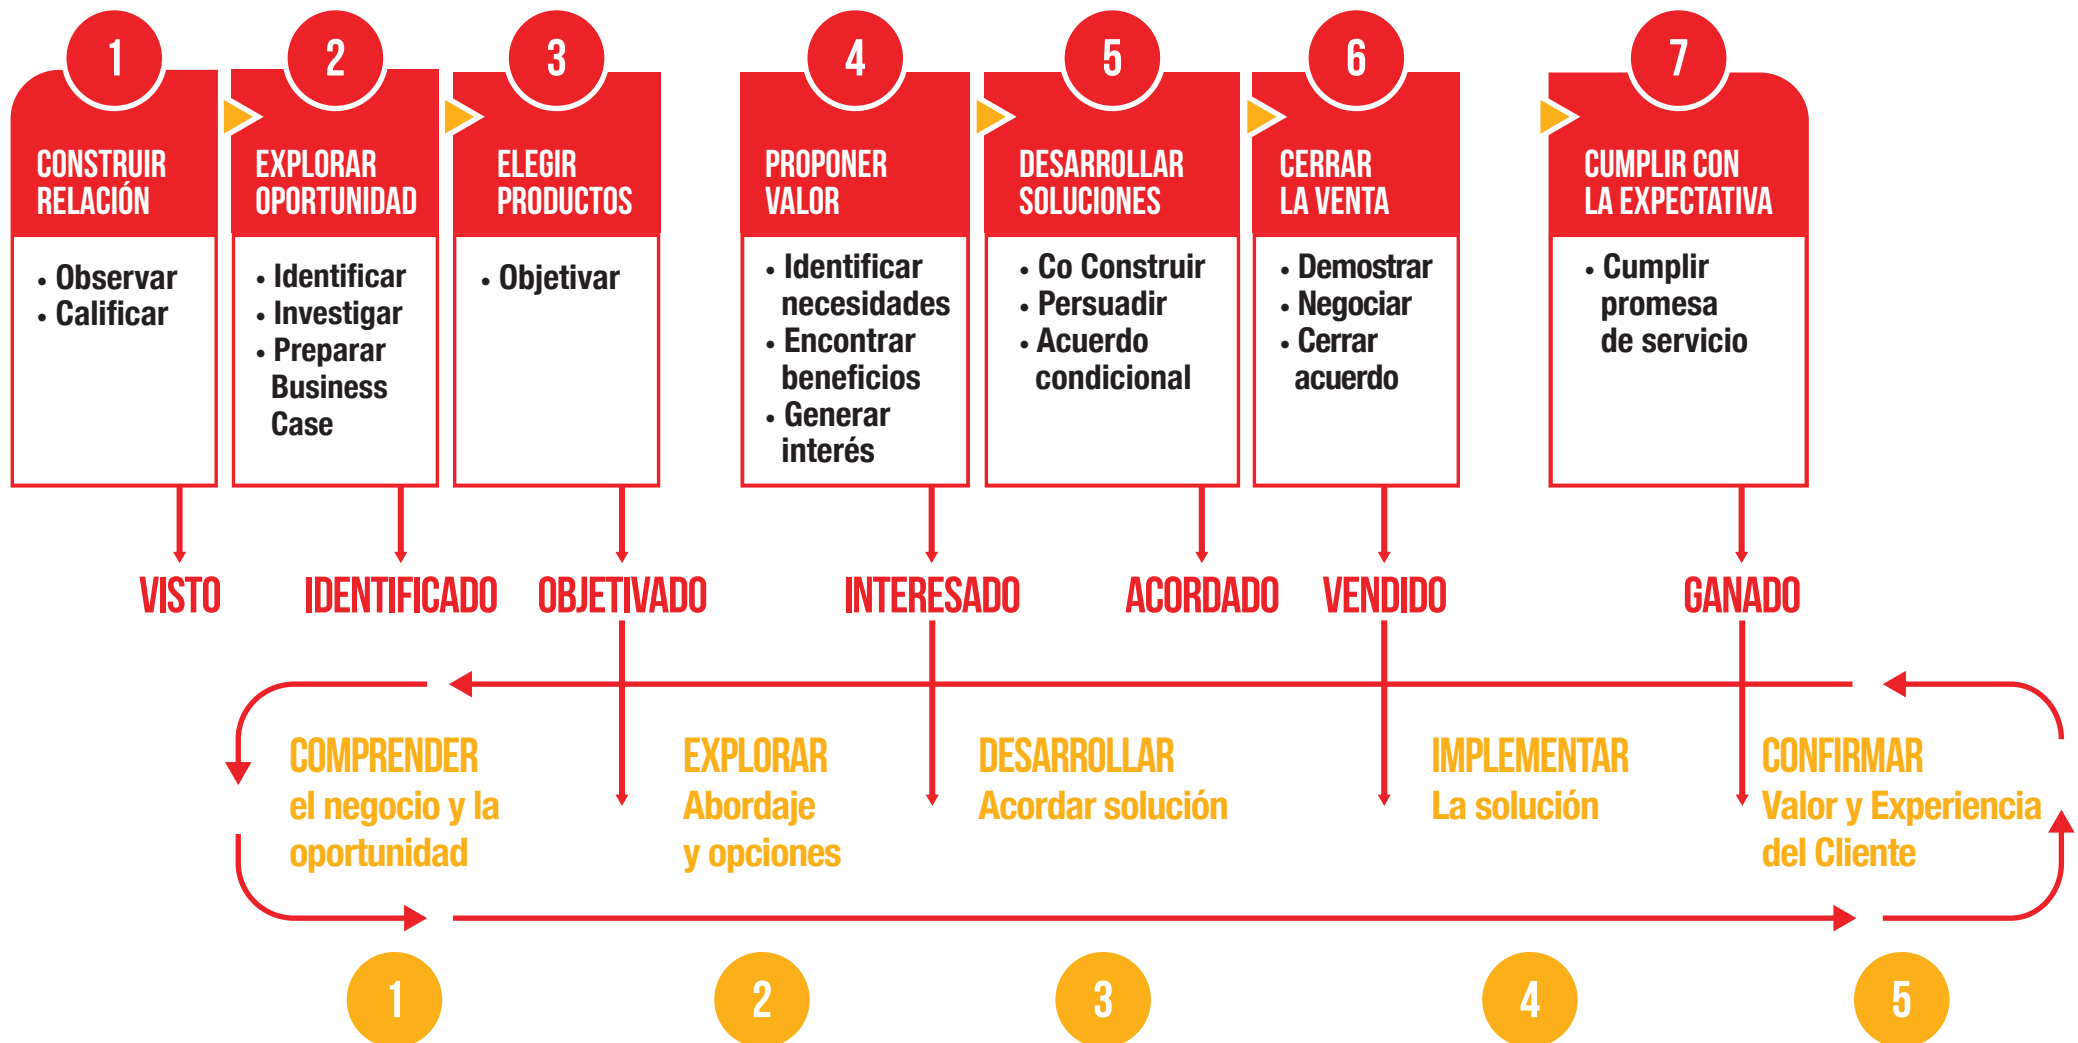 1
CONSTRUIR
RELACIÓN
• Observar
• Calificar
2
EXPLORAR
OPORTUNIDAD
• Identificar
• Investigar
• Preparar
Business
Case
3
ELEGIR
PRODUCTOS
• Objetivar
4
PROPONER
VALOR
• Identificar
necesidades
• Encontrar
beneficios
• Generar
interés
5
DESARROLLAR
SOLUCIONES
• Co Construir
• Persuadir
• Acuerdo
condicional
6
CERRAR
LA VENTA
• Demostrar
• Negociar
• Cerrar
acuerdo
7
CUMPLIR CON
LA EXPECTATIVA
• Cumplir
promesa
de servicio
VISTO
IDENTIFICADO
OBJETIVADO
INTERESADO
ACORDADO
VENDIDO
GANADO
COMPRENDER
el negocio y la
oportunidad
EXPLORAR
Abordaje
y opciones
DESARROLLAR
Acordar solución
IMPLEMENTAR
La solución
CONFIRMAR
Valor y Experiencia
del Cliente
1
2
3
4
5